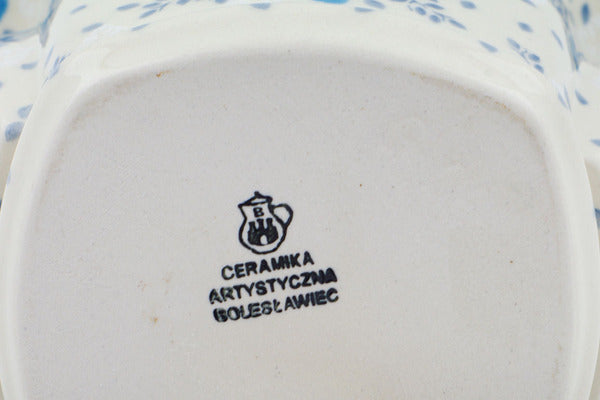 B
CERAMIKA
ARTYSTYCZNA
BOLESŁAWIEC